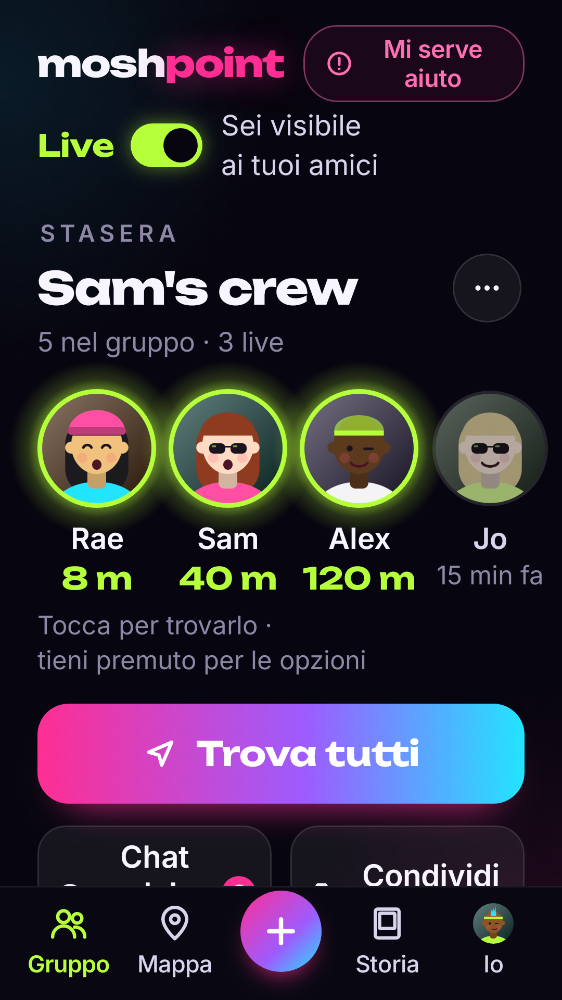 moshpoint
Mi serve
aiuto
Live
Sei visibile
ai tuoi amici
STASERA
Sam's crew
5 nel gruppo · 3 live
Rae
Sam
Alex
Jo
8 m
40 m
120 m
15 min fa
Tocca per trovarlo ·
tieni premuto per le opzioni
Trova tutti
Chat
Condividi
Gruppo
Mappa
Storia
Io